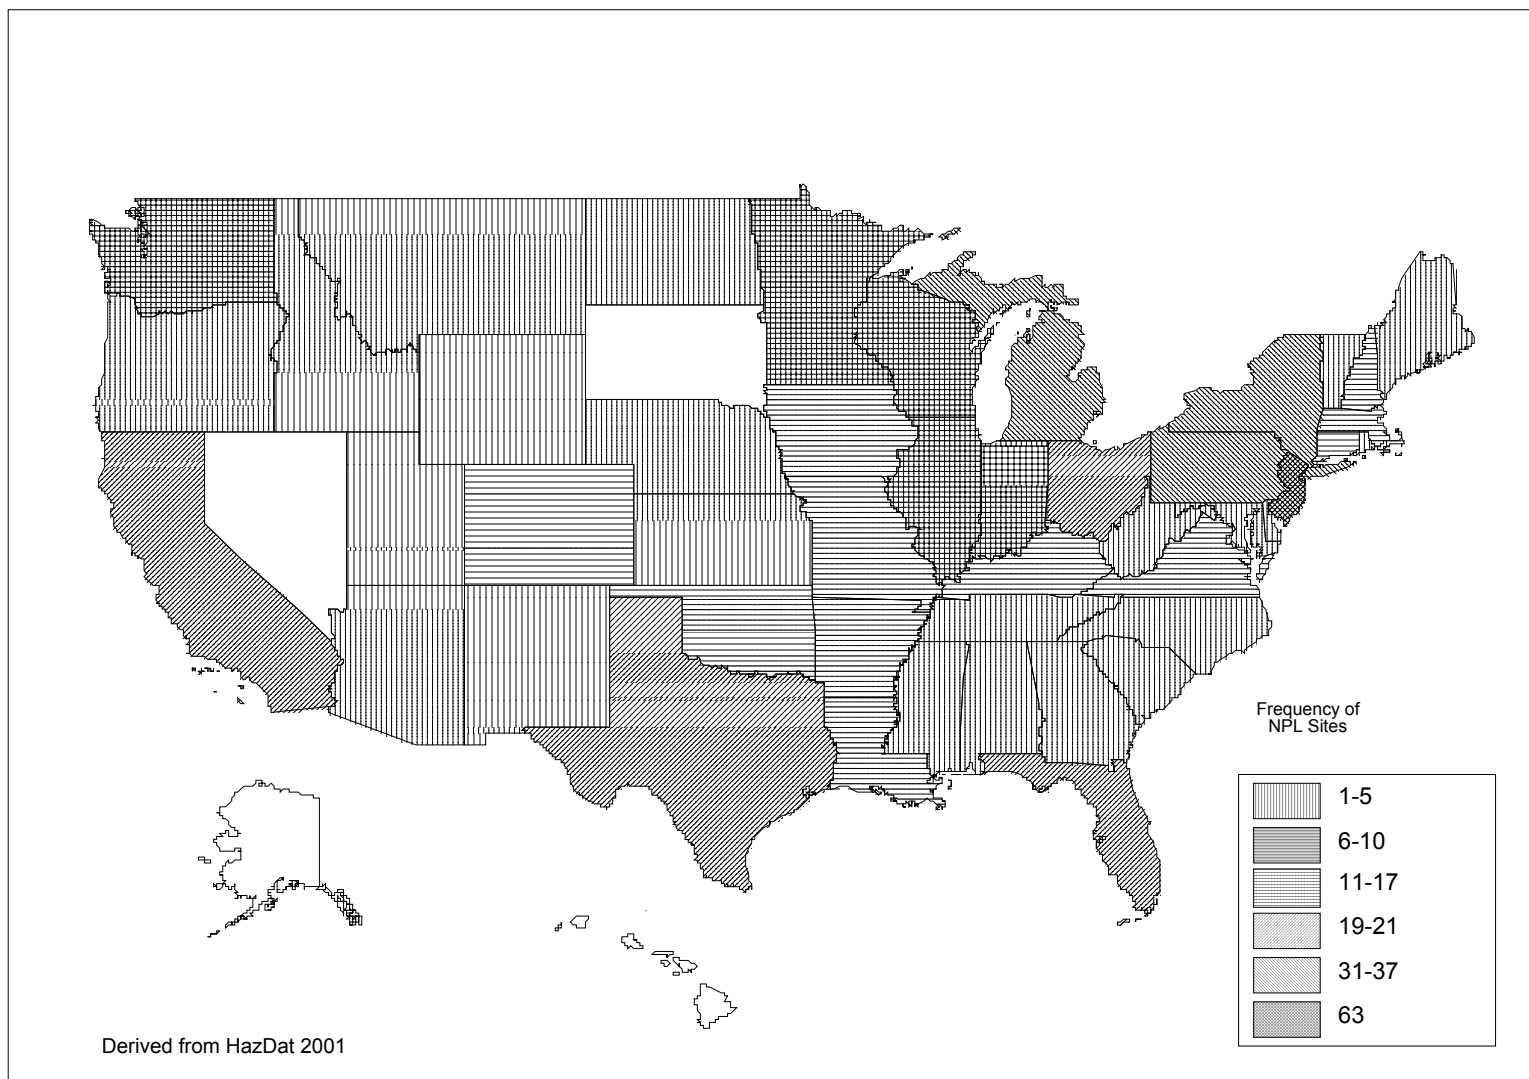 Frequency of
NPL Sites
1-5
6-10
11-17
19-21
31-37
63
Derived from HazDat 2001